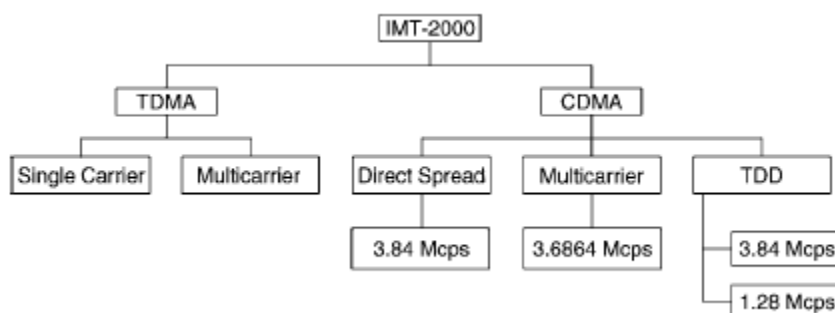 IMT-2000
TDMA
CDMA
Single Carrier
Multicarrier
Direct Spread
Multicarrier
TDD
3.84 Mcps
3.6864 Mcps
3.84 Mcps
1.28 Mcps